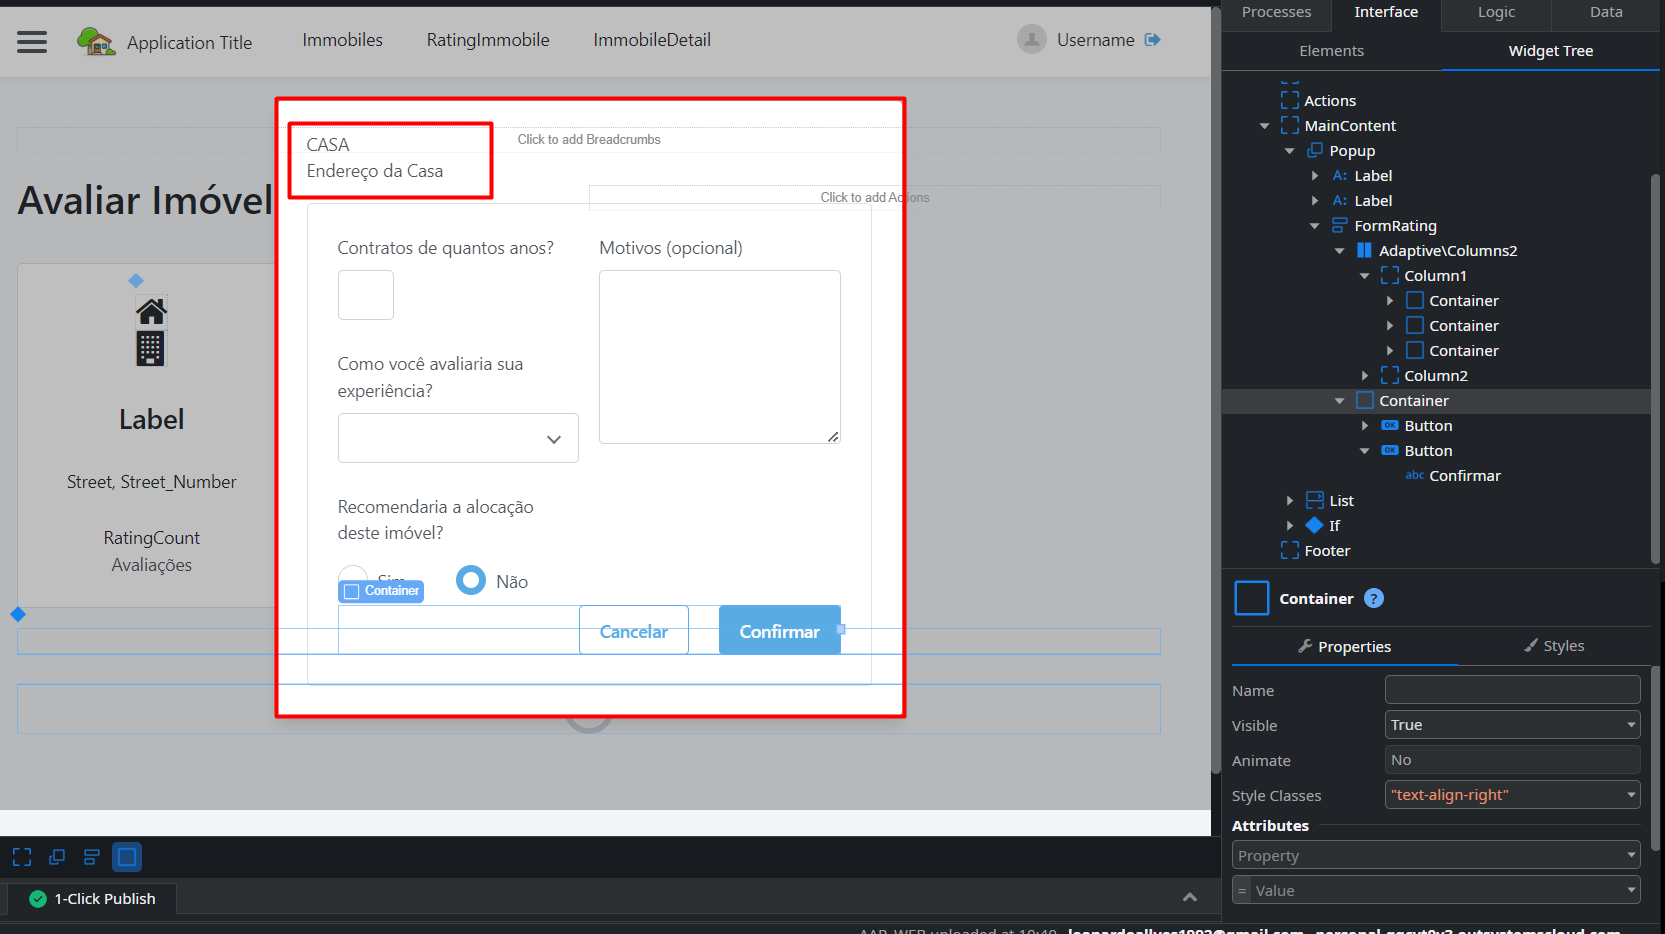 Application Title
Immobiles
RatingImmobile
ImmobileDetail
Username
Click to add Breadcrumbs
CASA
Endereço da Casa
Click to add Actions
Avaliar Imóvel
Contratos de quantos anos?
Motivos (opcional)
Como você avaliaria sua
experiência?
Label
Street, Street_Number
RatingCount
Avaliações
Recomendaria a alocação
deste imóvel?
Sim
Não
Container
Cancelar
Confirmar
1-Click Publish
Processes
Interface
Logic
Data
Elements
Widget Tree
Actions
MainContent
Popup
A: Label
A: Label
FormRating
Adaptive\Columns2
Column1
Container
Container
Container
Column2
Container
OK Button
OK Button
abc Confirmar
List
If
Footer
Container ?
Properties
Styles
Name
Visible
True
Animate
No
Style Classes
"text-align-right"
Attributes
Property
= Value